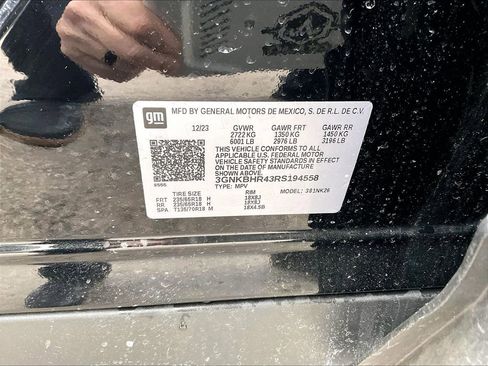 gm
MFD BY GENERAL MOTORS DE MEXICO, S. DE R.L. DE C.V.
12/23 GVWR GAWR FRT GAWR RR
2722 KG 1350 KG 1450 KG
6001 LB 2976 LB 3196 LB
THIS VEHICLE CONFORMS TO ALL
APPLICABLE U.S. FEDERAL MOTOR
VEHICLE SAFETY STANDARDS IN EFFECT
ON THE DATE OF MANUFACTURE
SHOWN ABOVE.
3GNKBHR43RS194558
TYPE: MPV MODEL: 381NK26
TIRE SIZE RIM
FRT 235/65R18 H 18X8J
RR 235/65R18 H 18X8J
SPA T135/70R18 M 18X4.5B